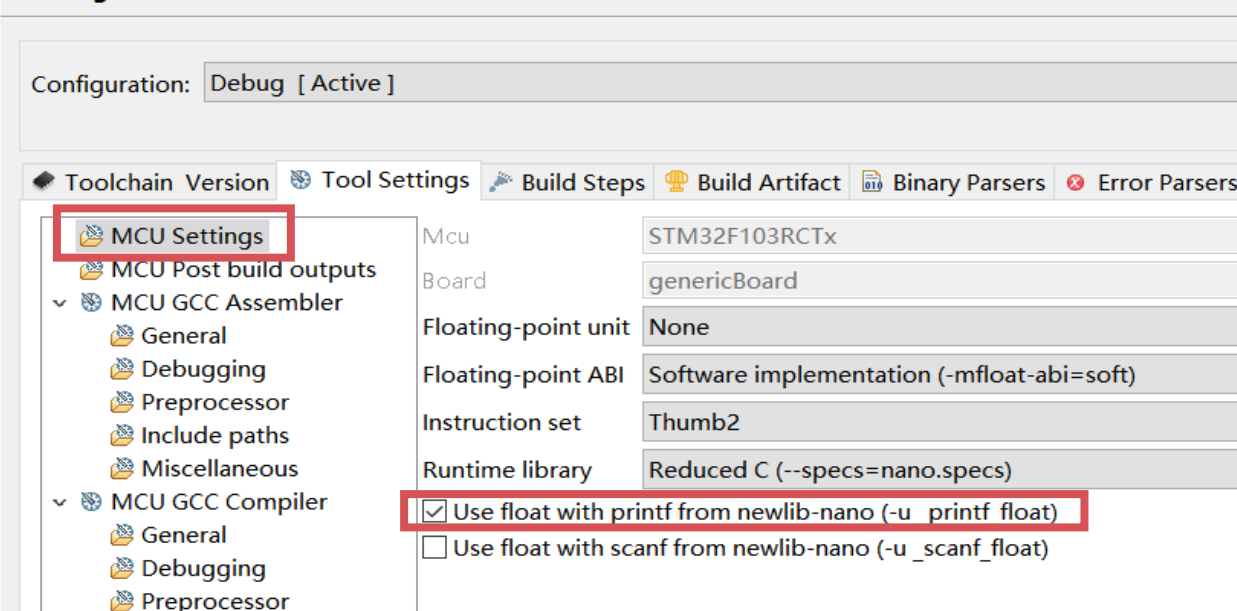 Configuration: Debug [ Active ]
Toolchain Version Tool Settings Build Steps Build Artifact Binary Parsers Error Parsers
MCU Settings
MCU Post build outputs
MCU GCC Assembler
General
Debugging
Preprocessor
Include paths
Miscellaneous
MCU GCC Compiler
General
Debugging
Preprocessor
Mcu STM32F103RCTx
Board genericBoard
Floating-point unit None
Floating-point ABI Software implementation (-mfloat-abi=soft)
Instruction set Thumb2
Runtime library Reduced C (--specs=nano.specs)
Use float with printf from newlib-nano (-u _printf_float)
Use float with scanf from newlib-nano (-u _scanf_float)